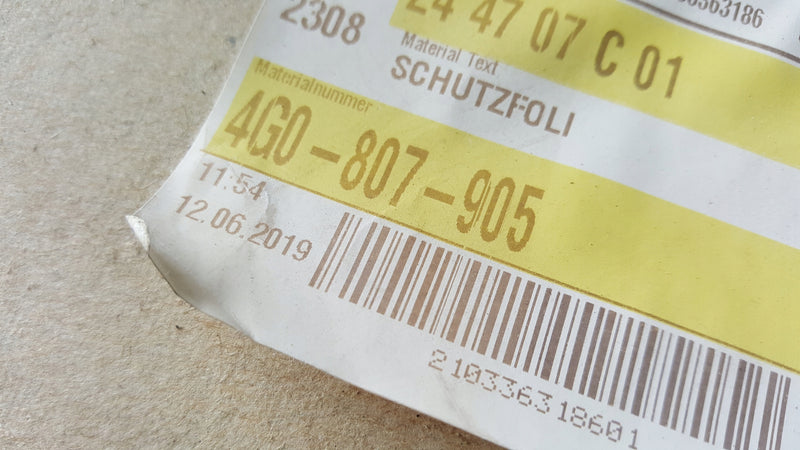 2308
24 47 07 C 01
Material Text
SCHUTZFOLI
Materialnummer
4G0-807-905
11:54
12.06.2019
210336318601